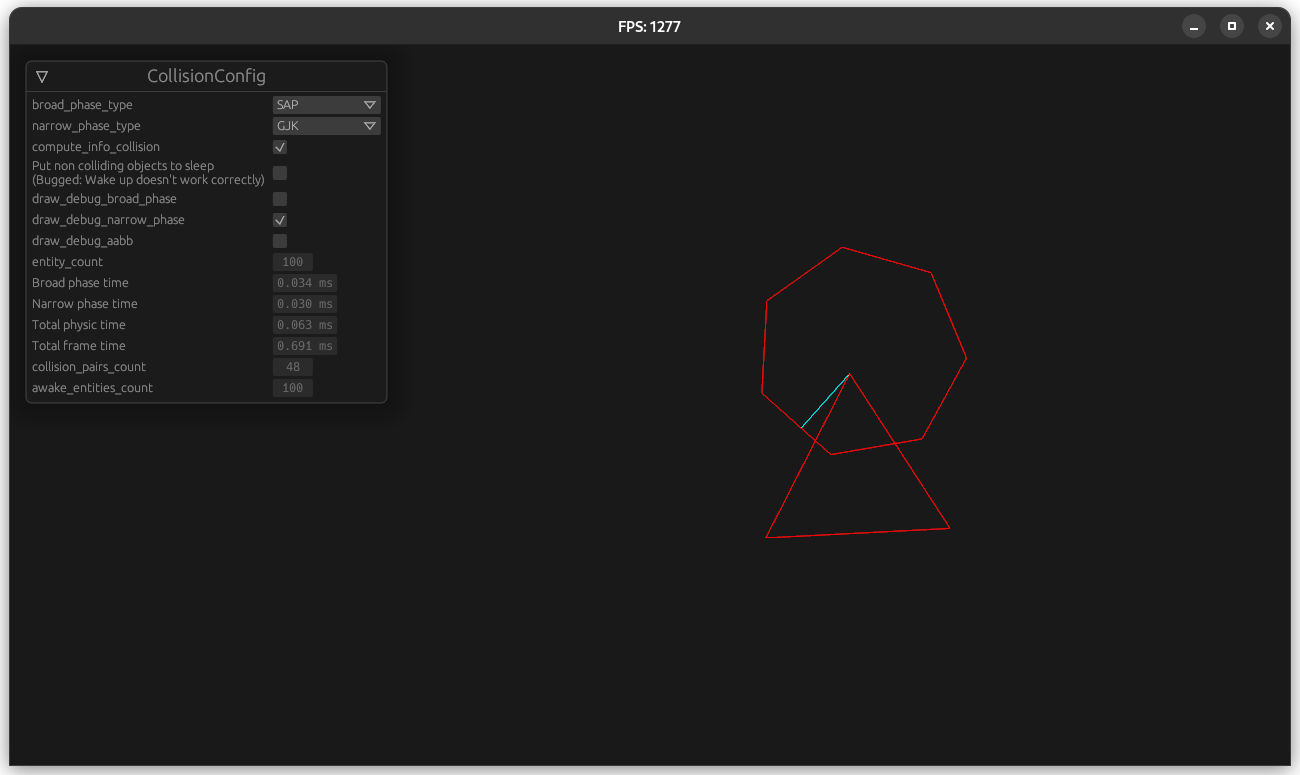 FPS: 1277
CollisionConfig
broad_phase_type SAP
narrow_phase_type GJK
compute_info_collision
Put non colliding objects to sleep
(Bugged: Wake up doesn't work correctly)
draw_debug_broad_phase
draw_debug_narrow_phase
draw_debug_aabb
entity_count 100
Broad phase time 0.034 ms
Narrow phase time 0.030 ms
Total physic time 0.063 ms
Total frame time 0.691 ms
collision_pairs_count 48
awake_entities_count 100